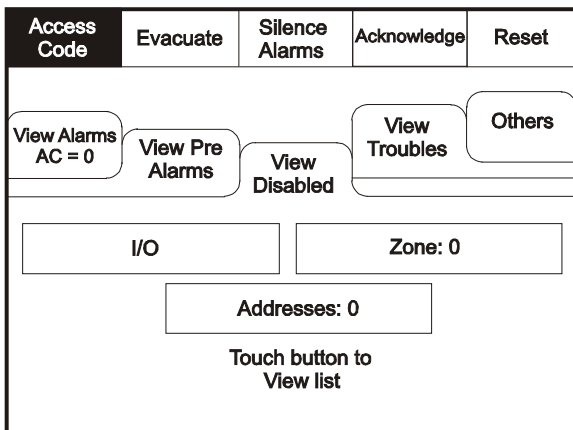 Access
Code
Evacuate
Silence
Alarms
Acknowledge
Reset
View Alarms
AC = 0
View Pre
Alarms
View
Disabled
View
Troubles
Others
I/O
Zone: 0
Addresses: 0
Touch button to
View list